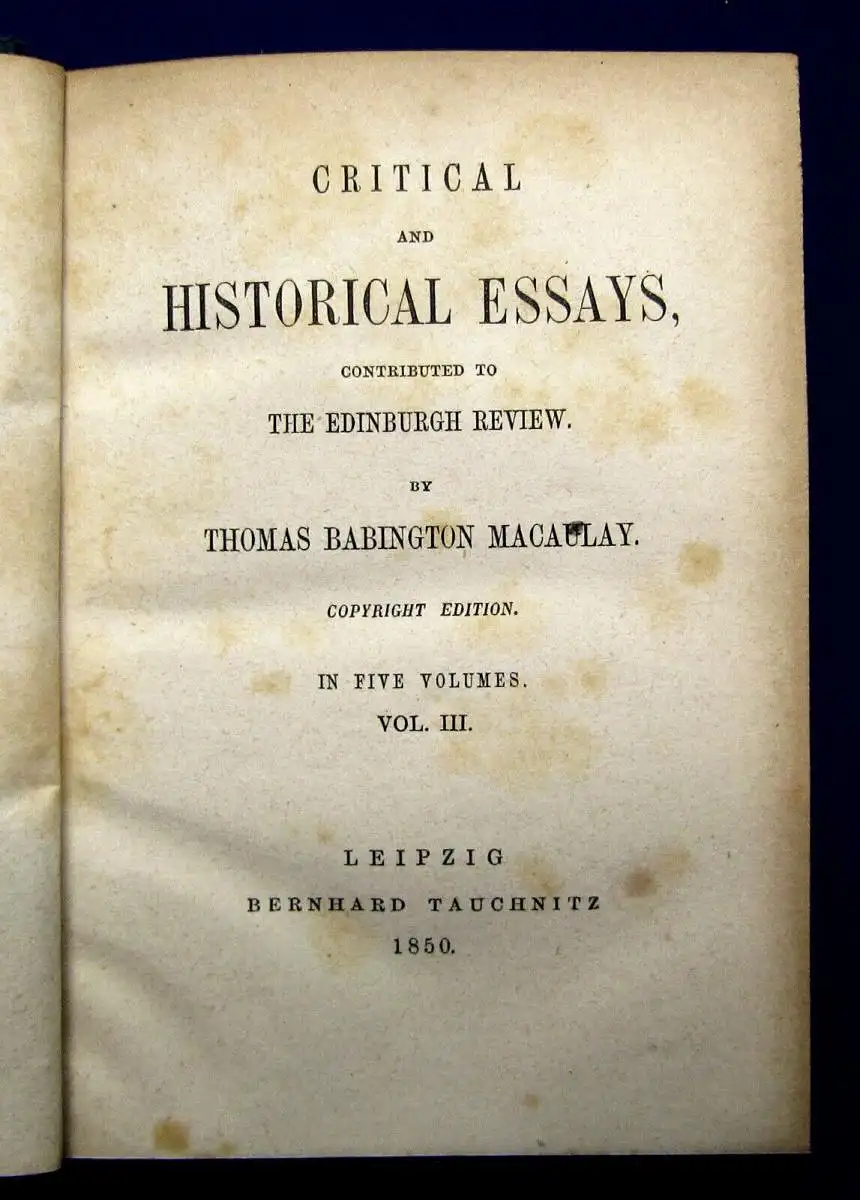 CRITICAL
AND
HISTORICAL ESSAYS,
CONTRIBUTED TO
THE EDINBURGH REVIEW.
BY
THOMAS BABINGTON MACAULAY.
COPYRIGHT EDITION.
IN FIVE VOLUMES.
VOL. III.
LEIPZIG
BERNHARD TAUCHNITZ
1850.